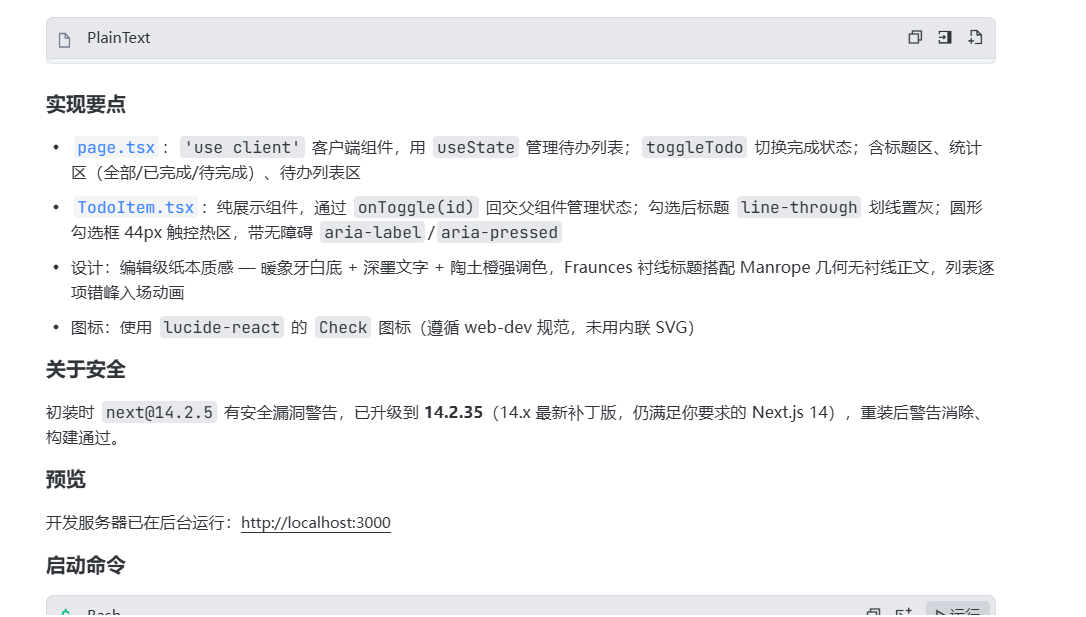 PlainText
实现要点
• page.tsx ： 'use client' 客户端组件，用 useState 管理待办列表； toggleTodo 切换完成状态；含标题区、统计
区（全部/已完成/待完成）、待办列表区
• TodoItem.tsx ：纯展示组件，通过 onToggle(id) 回交父组件管理状态；勾选后标题 line-through 划线置灰；圆形
勾选框 44px 触控热区，带无障碍 aria-label / aria-pressed
• 设计：编辑级纸本质感 — 暖象牙白底 + 深墨文字 + 陶土橙强调色，Fraunces 衬线标题搭配 Manrope 几何无衬线正文，列表逐
项错峰入场动画
• 图标：使用 lucide-react 的 Check 图标（遵循 web-dev 规范，未用内联 SVG）
关于安全
初装时 next@14.2.5 有安全漏洞警告，已升级到 14.2.35（14.x 最新补丁版，仍满足你要求的 Next.js 14），重装后警告消除、
构建通过。
预览
开发服务器已在后台运行：http://localhost:3000
启动命令
$ Bash 运行